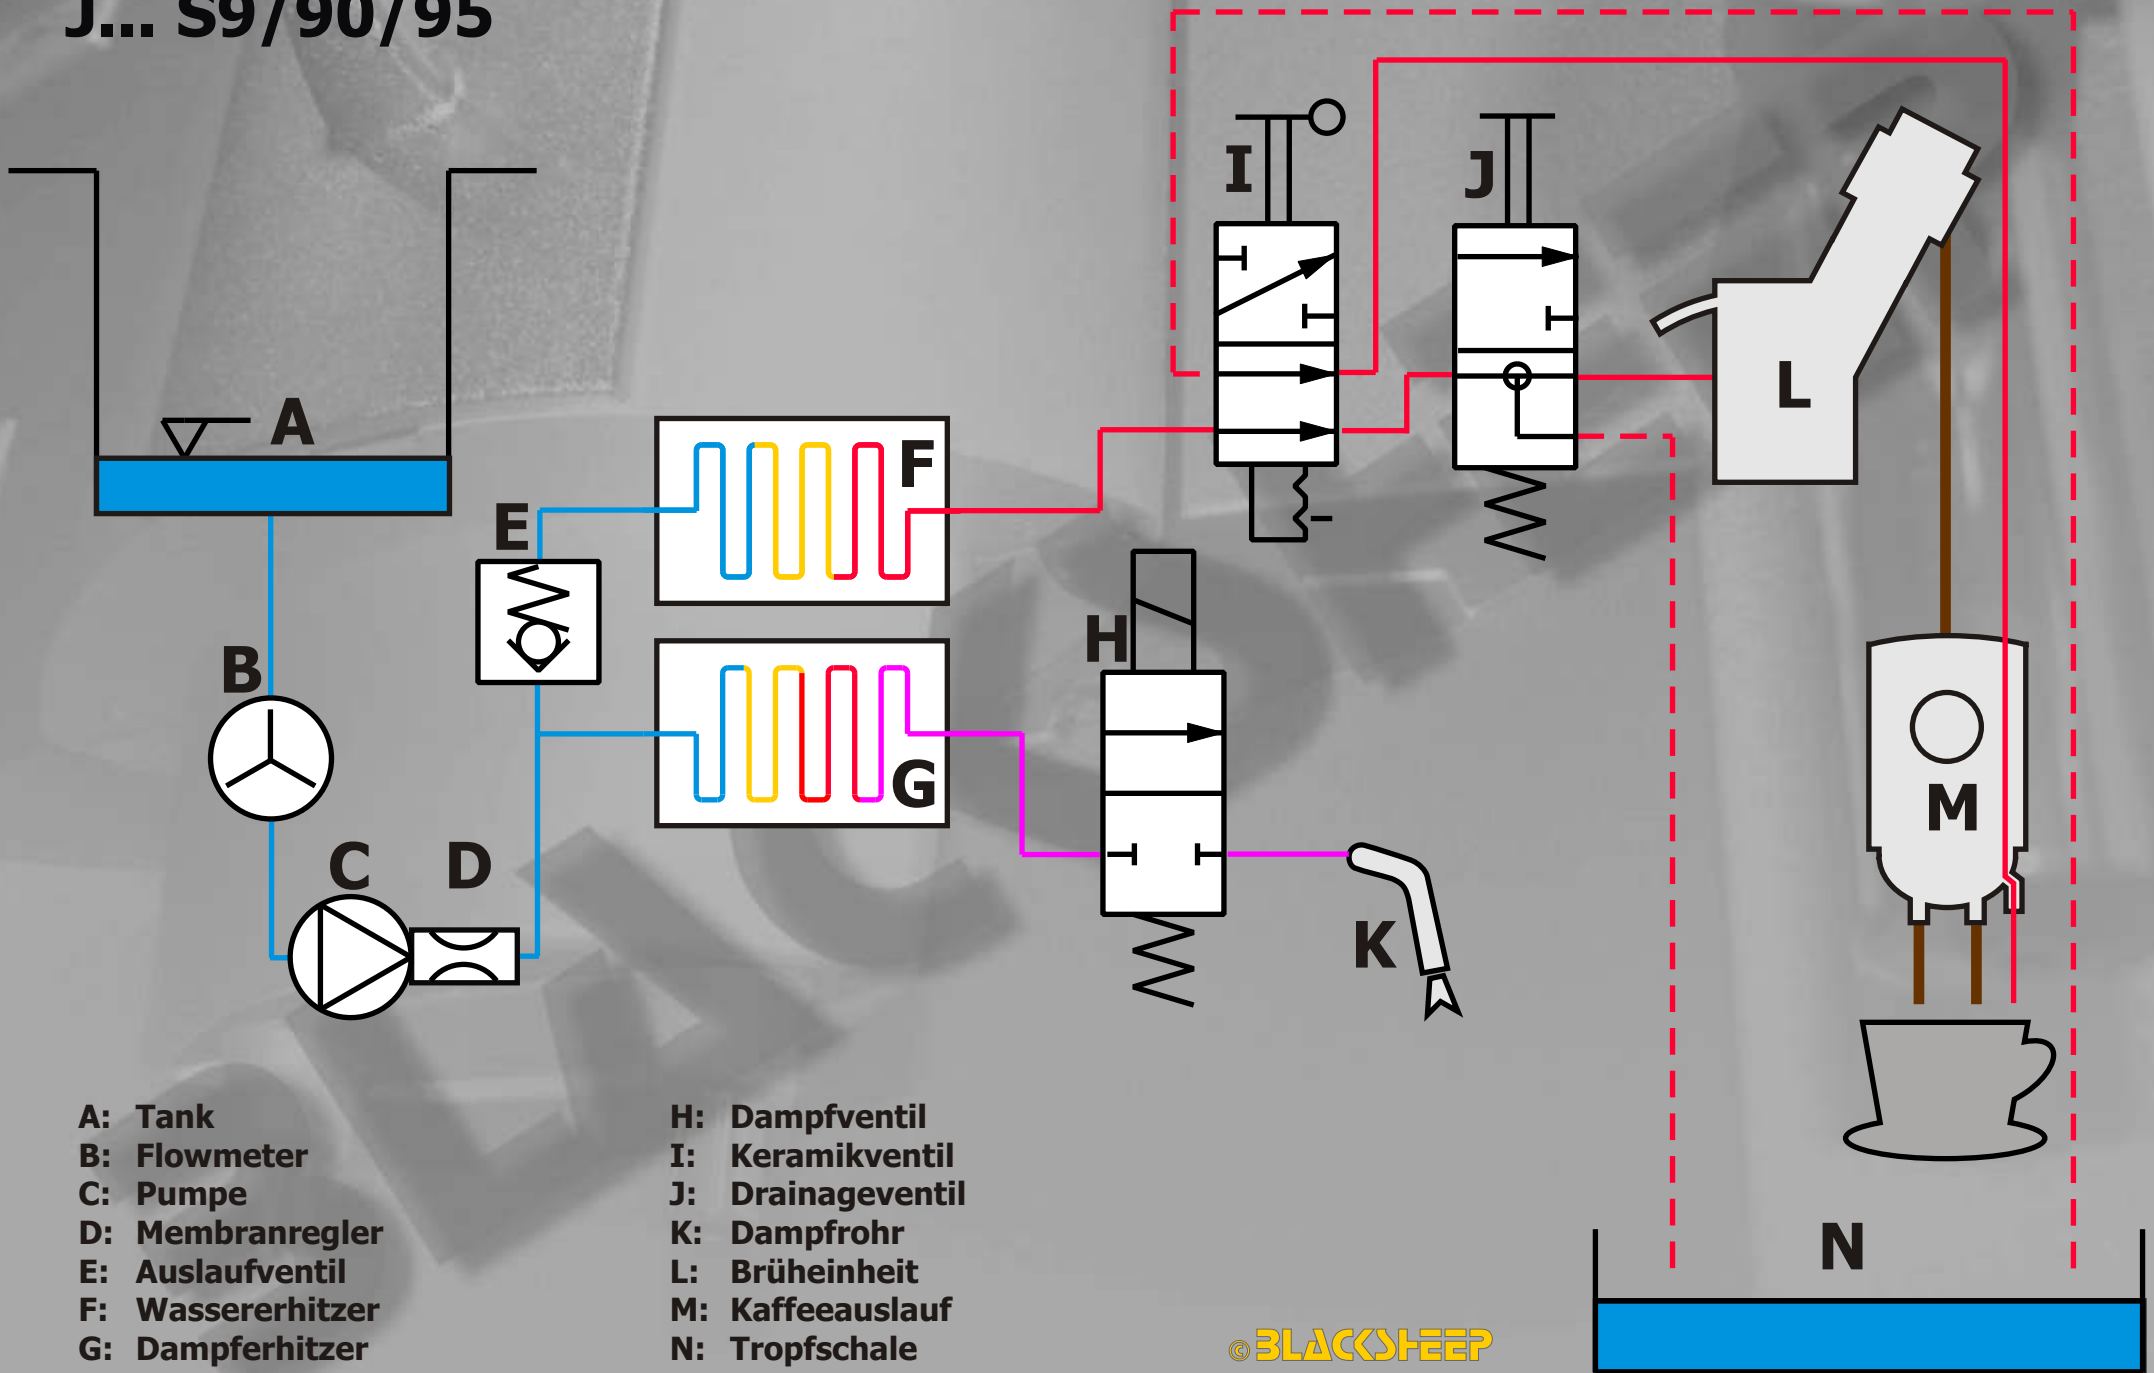 J... S9/90/95
I
J
A
L
F
E
H
B
G
M
C
D
K
A: Tank
B: Flowmeter
C: Pumpe
D: Membranregler
E: Auslaufventil
F: Wassererhitzer
G: Dampferhitzer
H: Dampfventil
I: Keramikventil
J: Drainageventil
K: Dampfrohr
L: Brüheinheit
M: Kaffeeauslauf
N: Tropfschale
N
© BLACKSHEEP